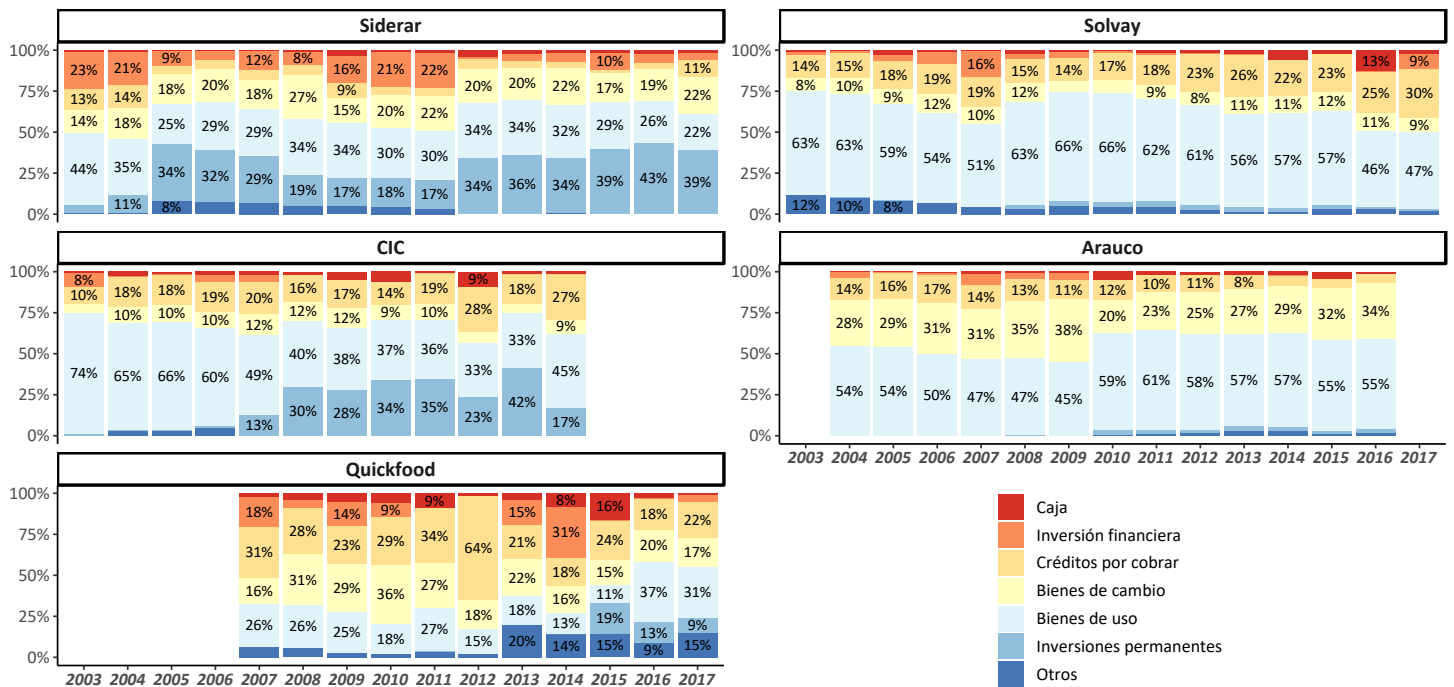 Siderar
100%
75%
50%
25%
0%
23% 13% 14% 44%
21% 14% 18% 35% 11%
9% 18% 25% 34% 8%
20% 29% 32%
12% 18% 29% 29%
8% 27% 34% 19%
16% 9% 15% 34% 17%
21% 20% 30% 18%
22% 22% 30% 17%
20% 34% 34%
20% 34% 36%
22% 32% 34%
10% 17% 29% 39%
19% 26% 43%
11% 22% 22% 39%
Solvay
100%
75%
50%
25%
0%
14% 8% 63% 12%
15% 10% 63% 10%
18% 9% 59% 8%
19% 12% 54%
16% 19% 10% 51%
15% 12% 63%
14% 66%
17% 66%
18% 9% 62%
23% 8% 61%
26% 11% 56%
22% 11% 57%
23% 12% 57%
13% 25% 11% 46%
9% 30% 9% 47%
CIC
100%
75%
50%
25%
0%
8% 10% 74%
18% 10% 65%
18% 10% 66%
19% 10% 60%
20% 12% 49% 13%
16% 12% 40% 30%
17% 12% 38% 28%
14% 9% 37% 34%
19% 10% 36% 35%
9% 28% 33% 23%
18% 33% 42%
27% 9% 45% 17%
Arauco
100%
75%
50%
25%
0%
14% 28% 54%
16% 29% 54%
17% 31% 50%
14% 31% 47%
13% 35% 47%
11% 38% 45%
12% 20% 59%
10% 23% 61%
11% 25% 58%
8% 27% 57%
29% 57%
32% 55%
34% 55%
2003 2004 2005 2006 2007 2008 2009 2010 2011 2012 2013 2014 2015 2016 2017
Quickfood
100%
75%
50%
25%
0%
18% 31% 16% 26%
28% 31% 26%
14% 23% 29% 25%
9% 29% 36% 18%
9% 34% 27% 27%
64% 18% 15%
15% 21% 22% 18% 20%
8% 31% 18% 16% 13% 14%
16% 24% 15% 11% 19% 15%
18% 20% 37% 13% 9%
22% 17% 31% 9% 15%
2003 2004 2005 2006 2007 2008 2009 2010 2011 2012 2013 2014 2015 2016 2017
Caja
Inversión financiera
Créditos por cobrar
Bienes de cambio
Bienes de uso
Inversiones permanentes
Otros